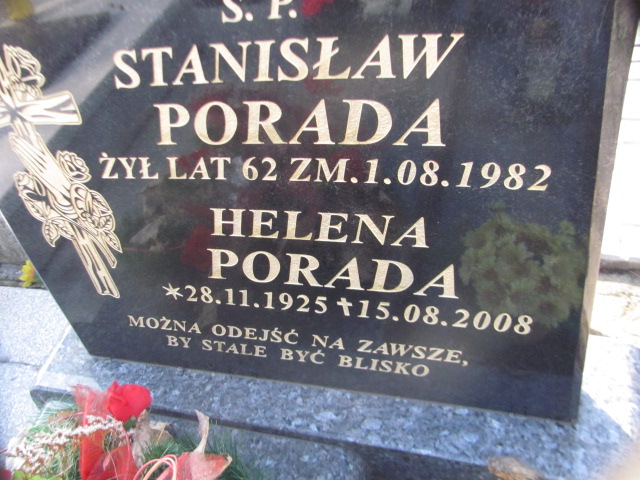 Ś. P.
STANISŁAW
PORADA
ŻYŁ LAT 62 ZM. 1.08.1982
HELENA
PORADA
*28.11.1925 ✝15.08.2008
MOŻNA ODEJŚĆ NA ZAWSZE,
BY STALE BYĆ BLISKO